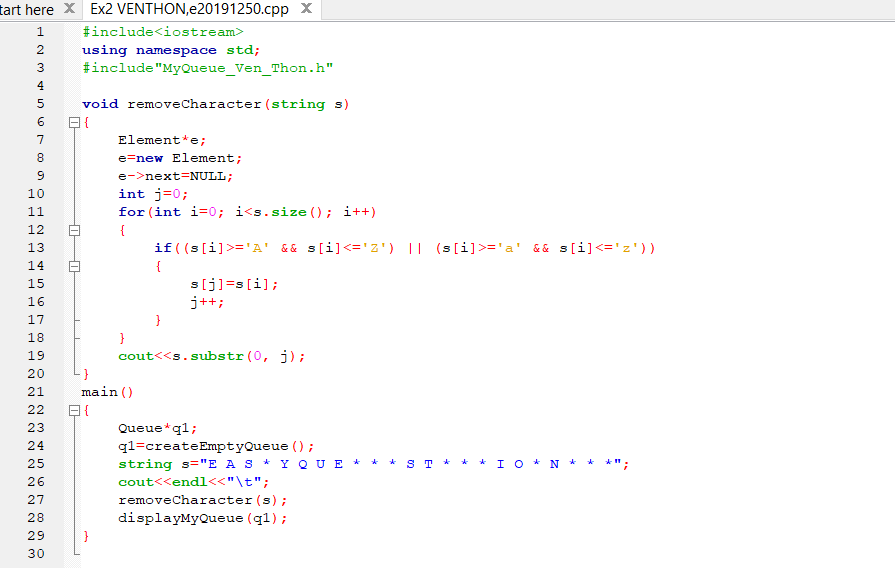 tart here X Ex2 VENTHON,e20191250.cpp X
1 #include<iostream>
2 using namespace std;
3 #include"MyQueue_Ven_Thon.h"
4
5 void removeCharacter(string s)
6 {
7 Element*e;
8 e=new Element;
9 e->next=NULL;
10 int j=0;
11 for(int i=0; i<s.size(); i++)
12 {
13 if((s[i]>='A' && s[i]<='Z') || (s[i]>='a' && s[i]<='z'))
14 {
15 s[j]=s[i];
16 j++;
17 }
18 }
19 cout<<s.substr(0, j);
20 }
21 main()
22 {
23 Queue*q1;
24 q1=createEmptyQueue();
25 string s="E A S * Y Q U E * * * S T * * * I O * N * * *";
26 cout<<endl<<"\t";
27 removeCharacter(s);
28 displayMyQueue(q1);
29 }
30